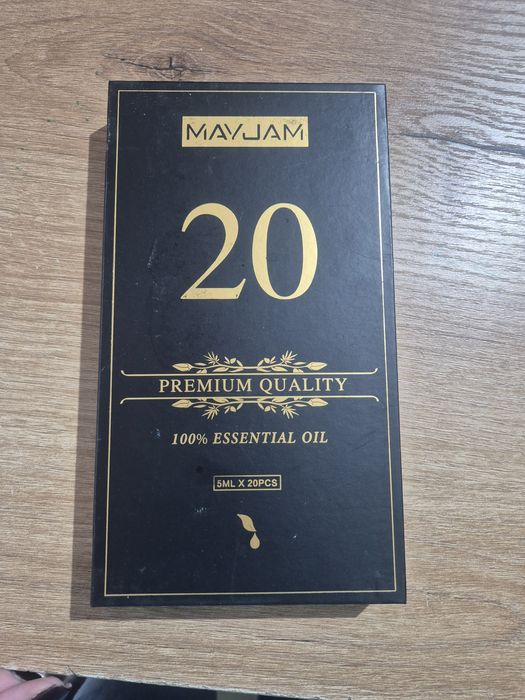 MAYJAM
20
PREMIUM QUALITY
100% ESSENTIAL OIL
5ML X 20PCS